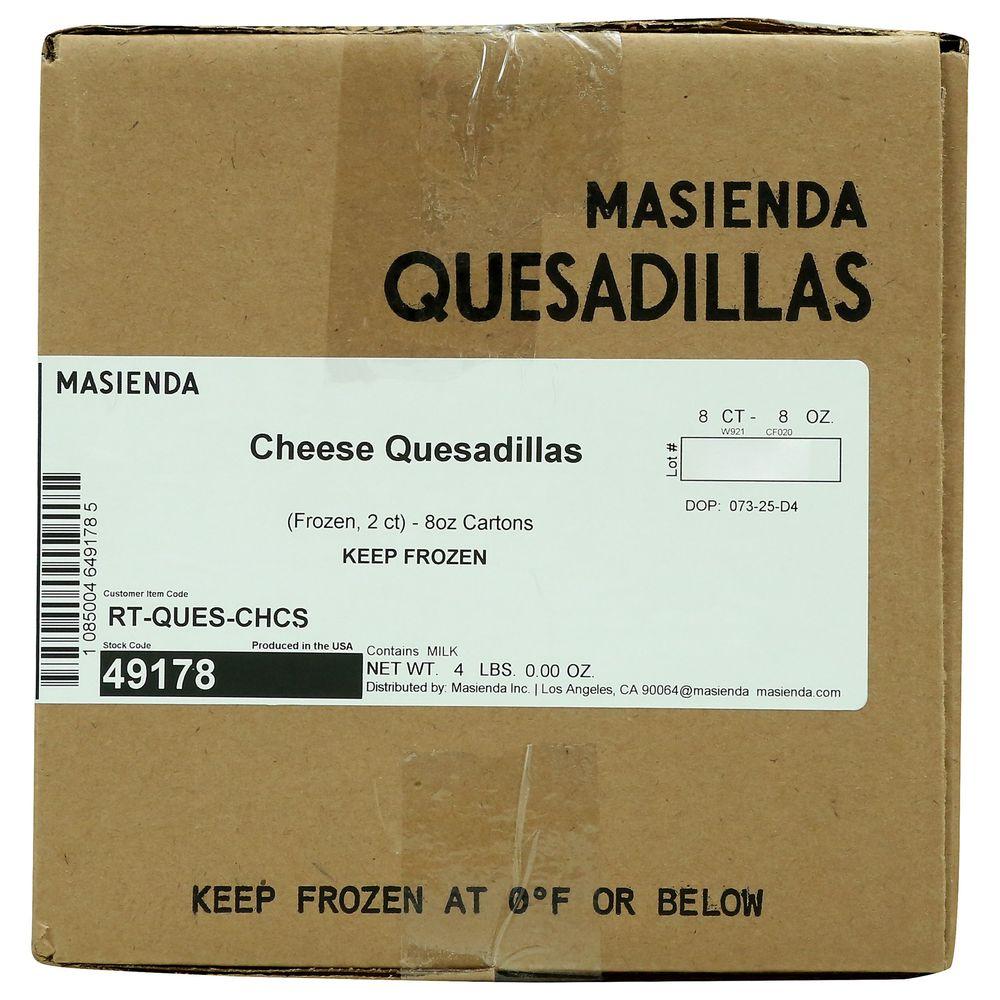 MASIENDA
QUESADILLAS
MASIENDA
8 CT - 8 OZ.
W921 CF020
Cheese Quesadillas
Lot #
DOP: 073-25-D4
(Frozen, 2 ct) - 8oz Cartons
KEEP FROZEN
1 0850046491785
Customer Item Code
RT-QUES-CHCS
Stock Code
Produced in the USA
49178
Contains MILK
NET WT. 4 LBS. 0.00 OZ.
Distributed by: Masienda Inc. | Los Angeles, CA 90064@masienda masienda.com
KEEP FROZEN AT 0°F OR BELOW